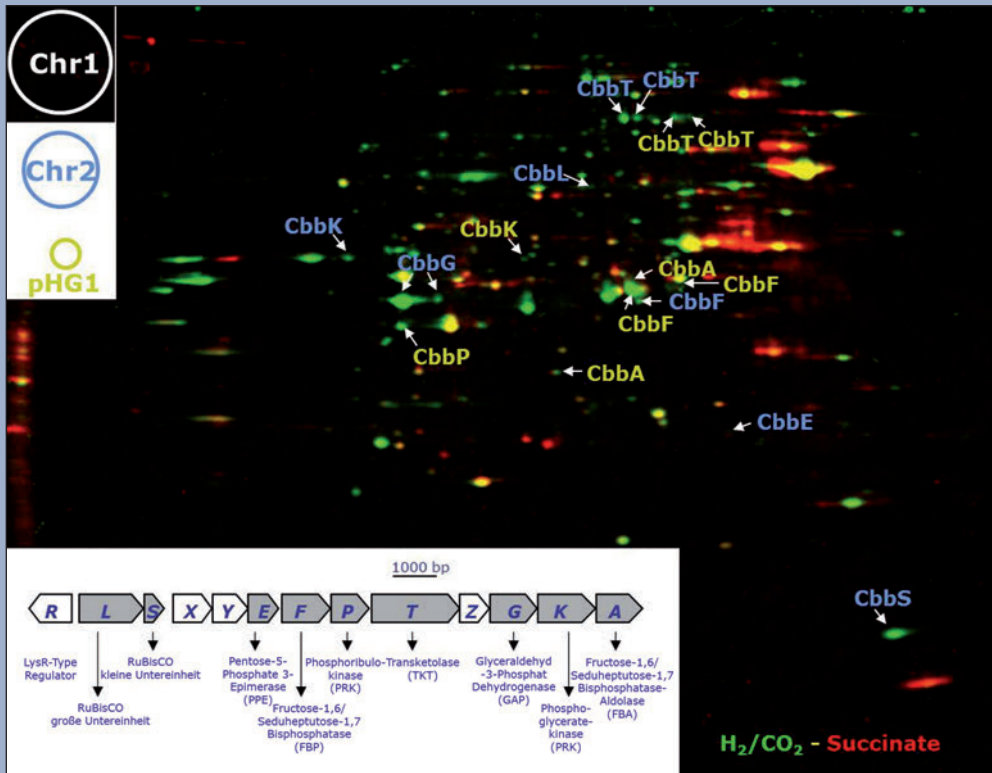 Chr1
Chr2
pHG1
CbbT CbbT
CbbT CbbT
CbbL
CbbK
CbbK
CbbG
CbbA
CbbF
CbbF
CbbF
CbbP
CbbA
CbbE
CbbS
1000 bp
R L S X Y E F P T Z G K A
LysR-Type
Regulator
RuBisCO
große Untereinheit
RuBisCO
kleine Untereinheit
Pentose-5-
Phosphate 3-
Epimerase
(PPE)
Fructose-1,6/
Seduheptutose-1,7
Bisphosphatase
(FBP)
Phosphoribulo-
kinase
(PRK)
Transketolase
(TKT)
Glyceraldehyd
-3-Phosphat
Dehydrogenase
(GAP)
Phospho-
glycerate-
kinase
(PRK)
Fructose-1,6/
Seduheptutose-1,7
Bisphosphatase-
Aldolase
(FBA)
H₂/CO₂ - Succinate